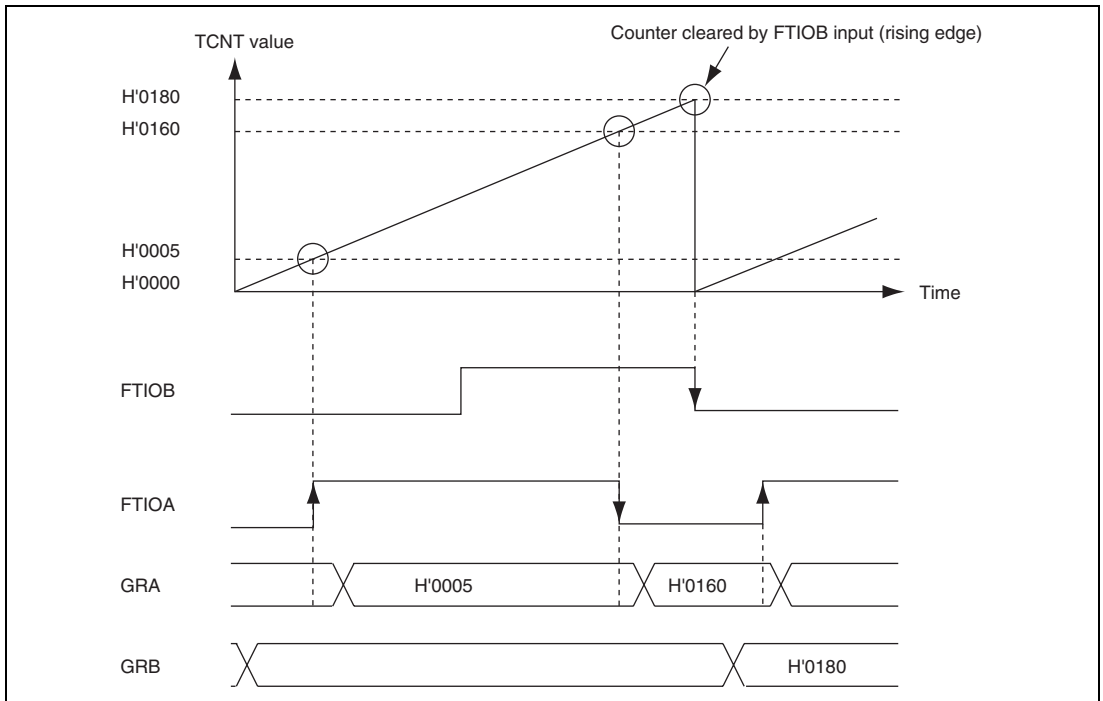 Counter cleared by FTIOB input (rising edge)
TCNT value
H'0180
H'0160
H'0005
H'0000
Time
FTIOB
FTIOA
GRA
H'0005
H'0160
GRB
H'0180